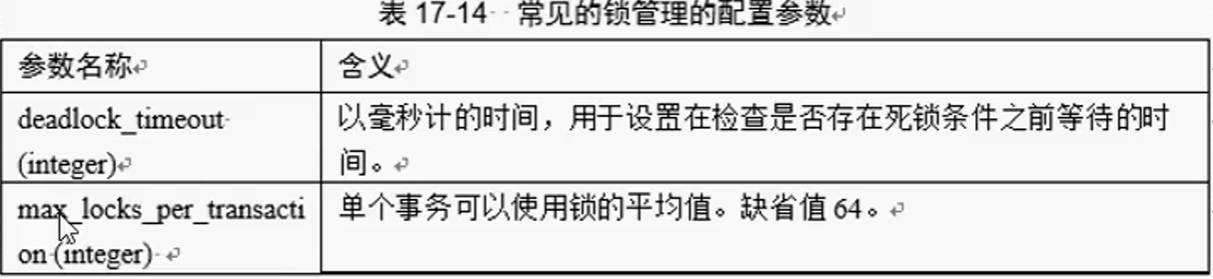 表 17-14 常见的锁管理的配置参数
参数名称
含义
deadlock_timeout
(integer)
以毫秒计的时间，用于设置在检查是否存在死锁条件之前等待的时
间。
max_locks_per_transacti
on (integer)
单个事务可以使用锁的平均值。缺省值 64。